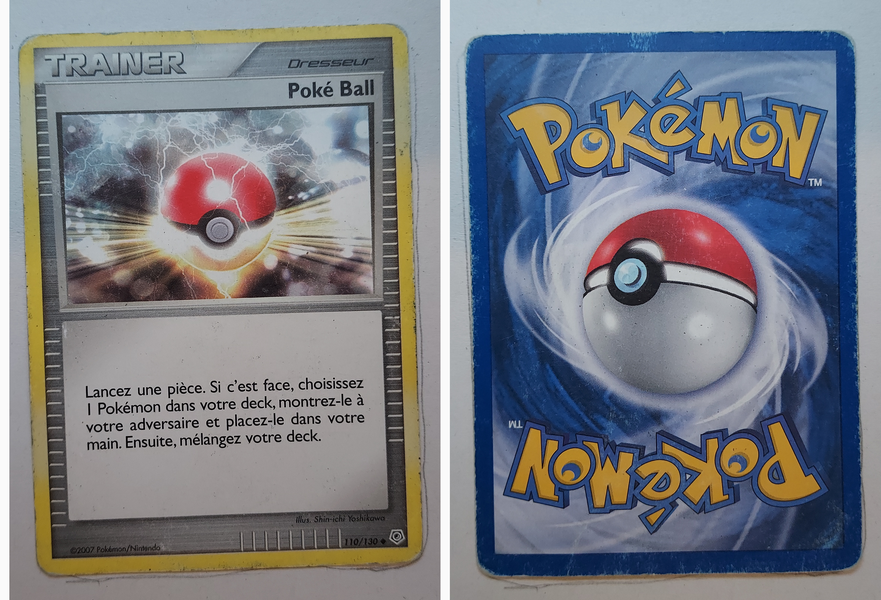 TRAINER
Dresseur
Poké Ball
Lancez une pièce. Si c'est face, choisissez
1 Pokémon dans votre deck, montrez-le à
votre adversaire et placez-le dans votre
main. Ensuite, mélangez votre deck.
Illus. Shin-ichi Yoshikawa
©2007 Pokémon/Nintendo
110/130
POKéMON
TM
TM
POKéMON